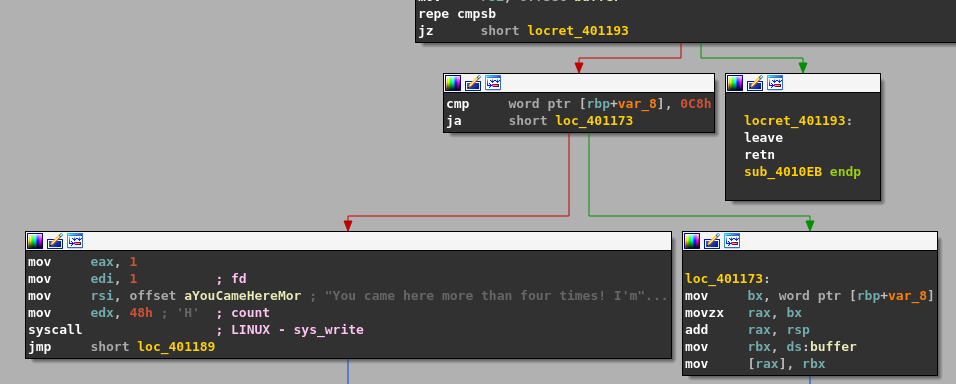 repe cmpsb
jz short locret_401193
cmp word ptr [rbp+var_8], 0C8h
ja short loc_401173
locret_401193:
leave
retn
sub_4010EB endp
mov eax, 1
mov edi, 1 ; fd
mov rsi, offset aYouCameHereMor ; "You came here more than four times! I'm"...
mov edx, 48h ; 'H' ; count
syscall ; LINUX - sys_write
jmp short loc_401189
loc_401173:
mov bx, word ptr [rbp+var_8]
movzx rax, bx
add rax, rsp
mov rbx, ds:buffer
mov [rax], rbx